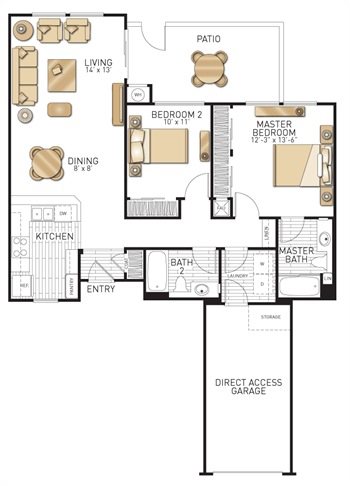 PATIO
LIVING
14' x 13'
WH
BEDROOM 2
10' x 11'
MASTER
BEDROOM
12'-3" x 13'-6"
DINING
8' x 8'
FAU
DW
KITCHEN
LINEN
MASTER
BATH
BATH
2
W
LAUNDRY
D
LIN
REF.
PANTRY
ENTRY
STORAGE
DIRECT ACCESS
GARAGE